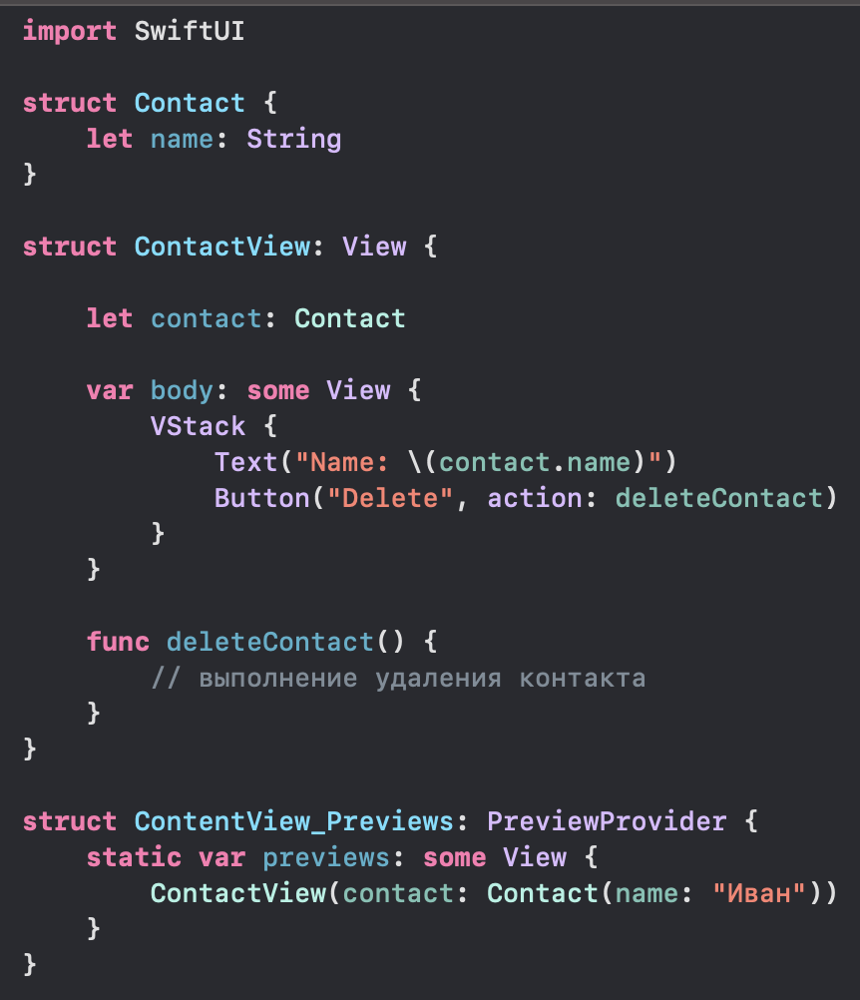 import SwiftUI
struct Contact {
    let name: String
}
struct ContactView: View {
    let contact: Contact
    var body: some View {
        VStack {
            Text("Name: \(contact.name)")
            Button("Delete", action: deleteContact)
        }
    }
    func deleteContact() {
        // выполнение удаления контакта
    }
}
struct ContentView_Previews: PreviewProvider {
    static var previews: some View {
        ContactView(contact: Contact(name: "Иван"))
    }
}